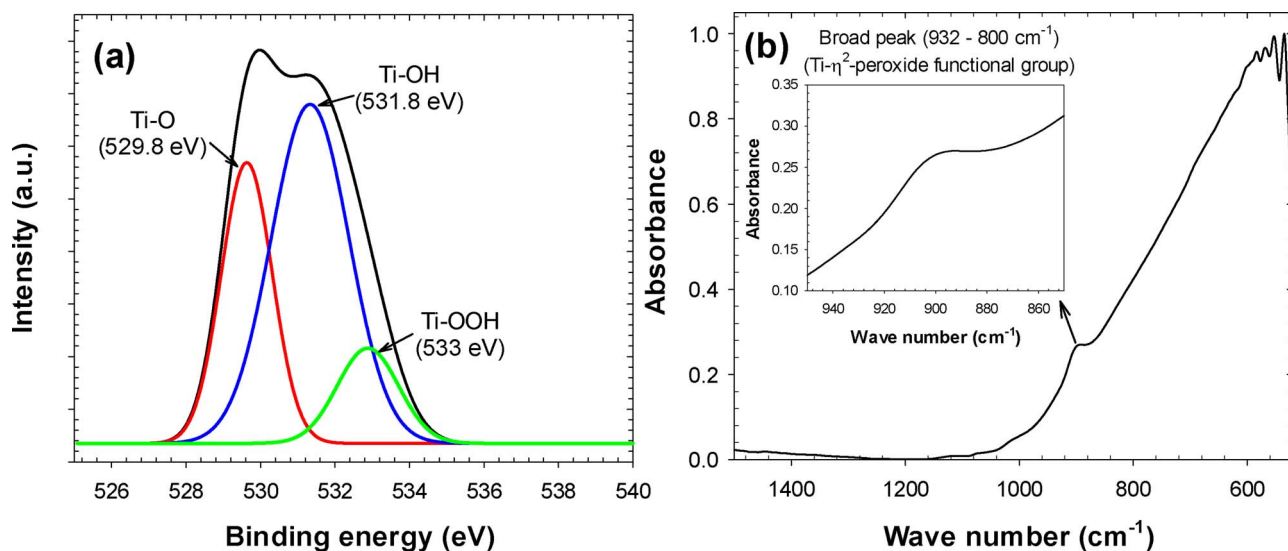 (a)
Ti-OH
(531.8 eV)
Ti-O
(529.8 eV)
Ti-OOH
(533 eV)
Intensity (a.u.)
526 528 530 532 534 536 538 540
Binding energy (eV)
(b)
Broad peak (932 - 800 cm⁻¹)
(Ti-η²-peroxide functional group)
1.0
0.8
0.6
0.4
0.2
0.0
Absorbance
0.35
0.30
0.25
0.20
0.15
0.10
Absorbance
940 920 900 880 860
Wave number (cm⁻¹)
1400 1200 1000 800 600
Wave number (cm⁻¹)